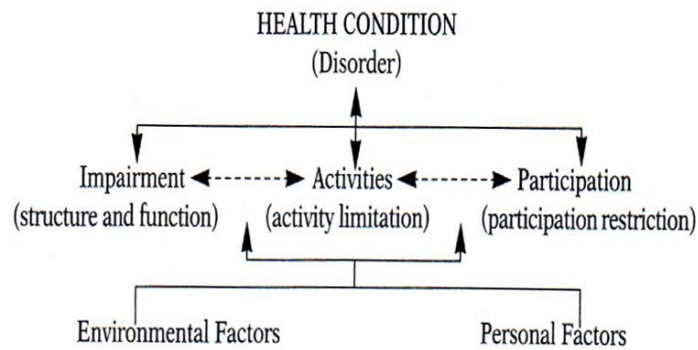 HEALTH CONDITION
(Disorder)
Impairment Activities Participation
(structure and function) (activity limitation) (participation restriction)
Environmental Factors Personal Factors